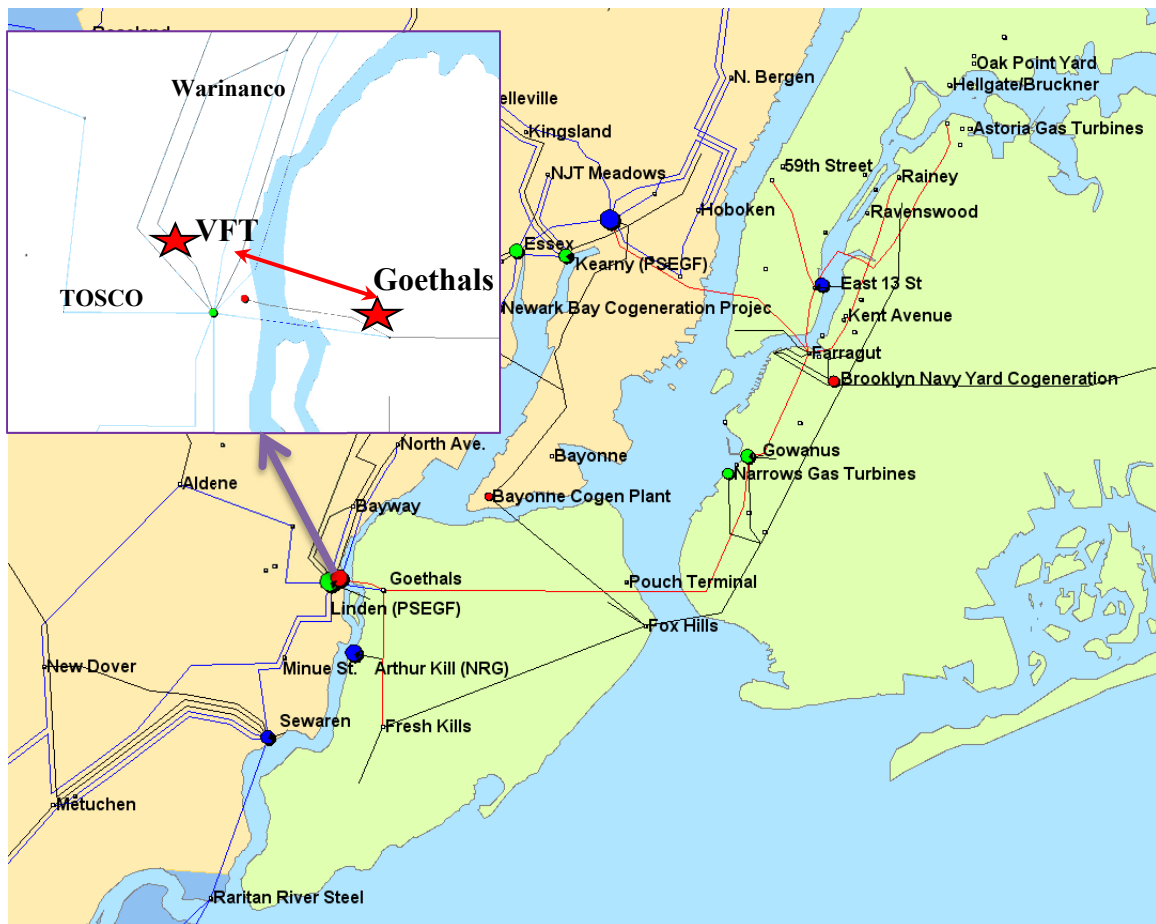 Warinanco
VFT
Goethals
TOSCO
elleville
Kingsland
N. Bergen
NJT Meadows
Hoboken
Essex
Kearny (PSEGF)
Newark Bay Cogeneration Projec
Oak Point Yard
Hellgate/Bruckner
Astoria Gas Turbines
59th Street
Rainey
Ravenswood
East 13 St
Kent Avenue
Farragut
Brooklyn Navy Yard Cogeneration
North Ave.
Bayonne
Gowanus
Narrows Gas Turbines
Aldene
Bayway
Bayonne Cogen Plant
Goethals
Pouch Terminal
Linden (PSEGF)
Fox Hills
New Dover
Minue St.
Arthur Kill (NRG)
Sewaren
Fresh Kills
Metuchen
Raritan River Steel